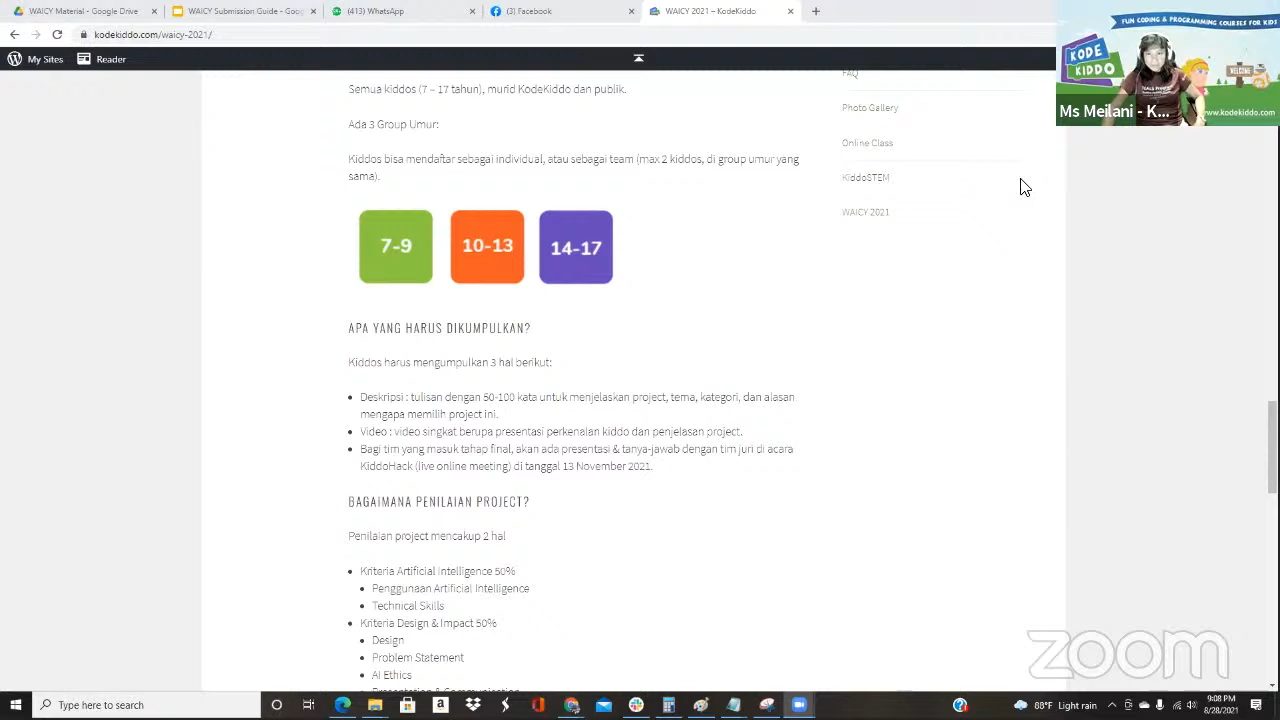 WAICY Material - Google Drive
WAICY Submission Guide - Goog
(413) WhatsApp
(3) Facebook
WAICY 2021 – KodeKiddo
kodekiddo.com/waicy-2021/
My Sites
Reader
FUN CODING & PROGRAMMING COURSES FOR KIDS
KODE
KIDDO
WELCOME
Ms Meilani - K...
www.kodekiddo.com
Semua kiddos (7 – 17 tahun), murid KodeKiddo dan publik.
Ada 3 Group Umur:
Kiddos bisa mendaftar sebagai individual, atau sebagai team (max 2 kiddos, di group umur yang
sama).
7-9
10-13
14-17
FAQ
Photo Gallery
Online Class
KiddoSTEM
WAICY 2021
APA YANG HARUS DIKUMPULKAN?
Kiddos harus mengumpulkan 3 hal berikut:
Deskripsi : tulisan dengan 50-100 kata untuk menjelaskan project, tema, kategori, dan alasan
mengapa memilih project ini.
Video : video singkat berupa presentasi perkenalan kiddo dan penjelasan project.
Bagi tim yang masuk tahap final, akan ada presentasi & tanya-jawab dengan tim juri di acara
KiddoHack (live online meeting) di tanggal 13 November 2021.
BAGAIMANA PENILAIAN PROJECT?
Penilaian project mencakup 2 hal
Kriteria Artificial Intelligence 50%
Penggunaan Artificial Intelligence
Technical Skills
Kriteria Design & Impact 50%
Design
Problem Statement
AI Ethics
Presentation & Communication
zoom
Type here to search
88°F Light rain
9:08 PM
8/28/2021